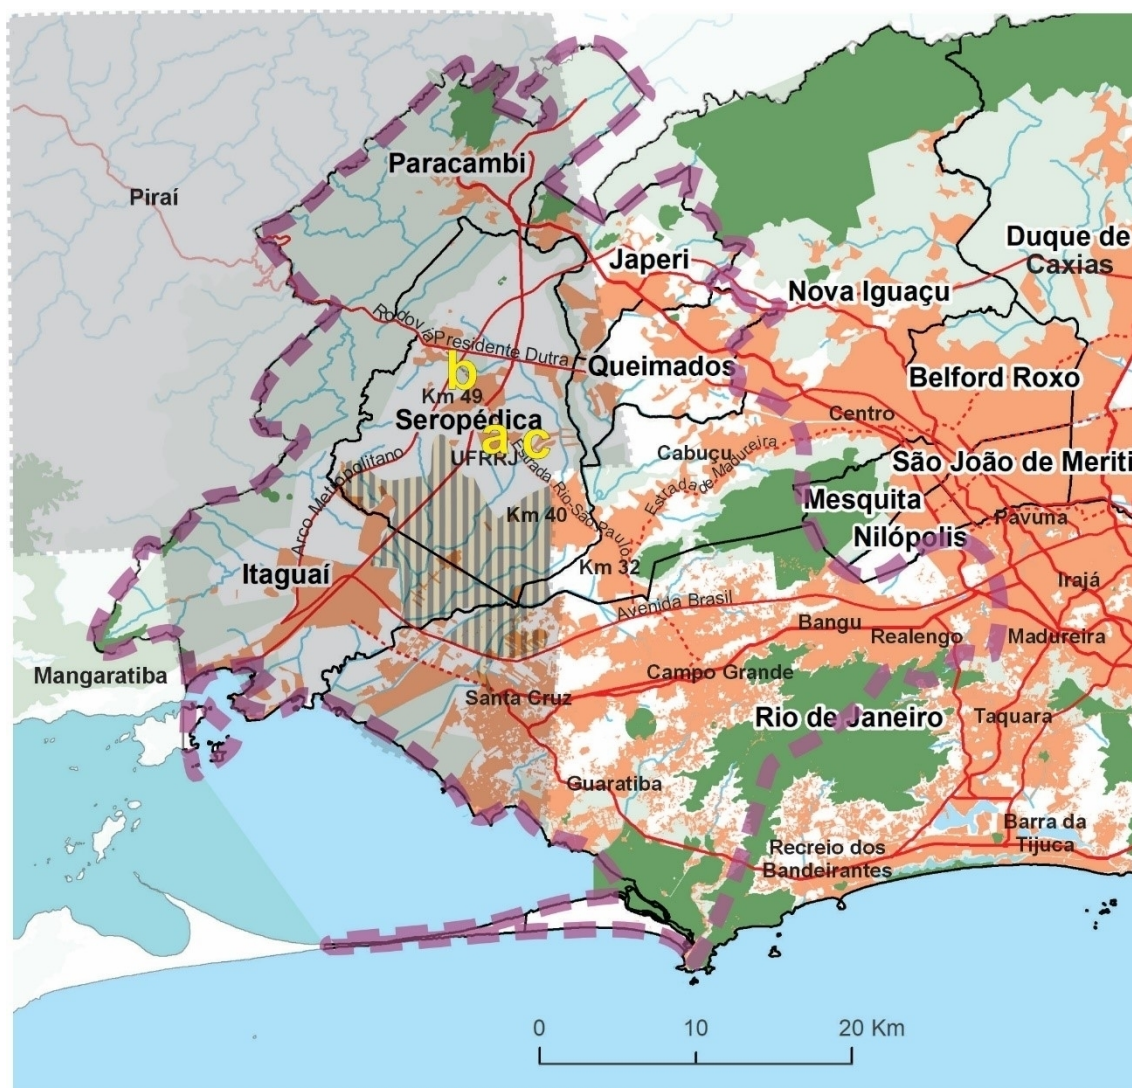 Paracambi
Piraí
Duque de
Caxias
Japeri
Nova Iguaçu
Rodovia
Presidente Dutra
Queimados
b
Km 49
Belford Roxo
Centro
Seropédica
a c
UFRRJ
Cabuçu
Estrada
de Madureira
São João de Meriti
Arco Metropolitano
Estrada Rio-São Paulo
Mesquita
Km 40
Pavuna
Nilópolis
Itaguaí
Km 32
Irajá
Avenida Brasil
Bangu
Realengo
Madureira
Mangaratiba
Campo Grande
Santa Cruz
Rio de Janeiro
Taquara
Guaratiba
Barra da
Tijuca
Recreio dos
Bandeirantes
0 10 20 Km